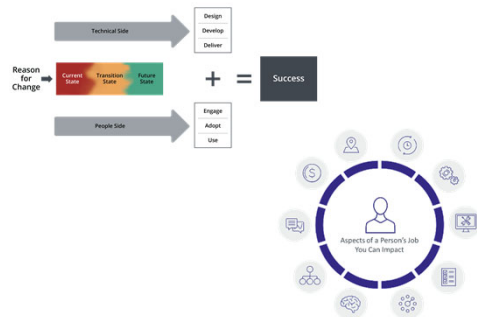 Technical Side
Design
Develop
Deliver
Reason
for
Change
Current
State
Transition
State
Future
State
+
=
Success
People Side
Engage
Adopt
Use
$
Aspects of a Person's Job
You Can Impact